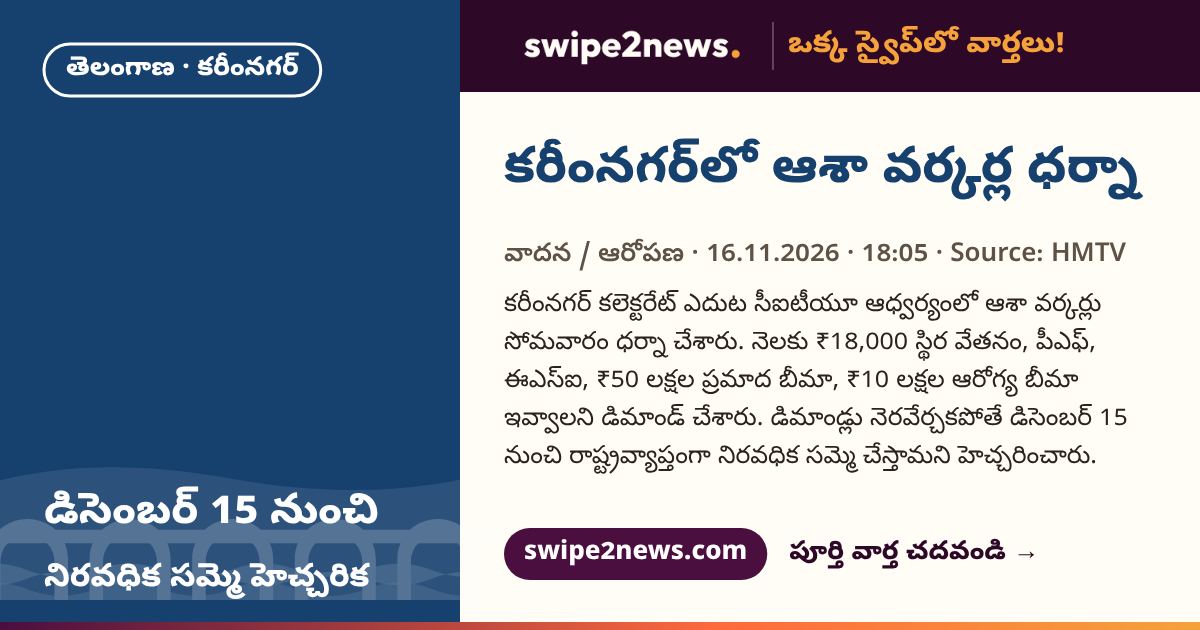 తెలంగాణ · కరీంనగర్
swipe2news.
ఒక్క స్వైప్‌లో వార్తలు!
కరీంనగర్‌లో ఆశా వర్కర్ల ధర్నా
వాదన / ఆరోపణ · 16.11.2026 · 18:05 · Source: HMTV
కరీంనగర్ కలెక్టరేట్ ఎదుట సీఐటీయూ ఆధ్వర్యంలో ఆశా వర్కర్లు
సోమవారం ధర్నా చేశారు. నెలకు ₹18,000 స్థిర వేతనం, పీఎఫ్,
ఈఎస్ఐ, ₹50 లక్షల ప్రమాద బీమా, ₹10 లక్షల ఆరోగ్య బీమా
ఇవ్వాలని డిమాండ్ చేశారు. డిమాండ్లు నెరవేర్చకపోతే డిసెంబర్ 15
నుంచి రాష్ట్రవ్యాప్తంగా నిరవధిక సమ్మె చేస్తామని హెచ్చరించారు.
డిసెంబర్ 15 నుంచి
నిరవధిక సమ్మె హెచ్చరిక
swipe2news.com
పూర్తి వార్త చదవండి →